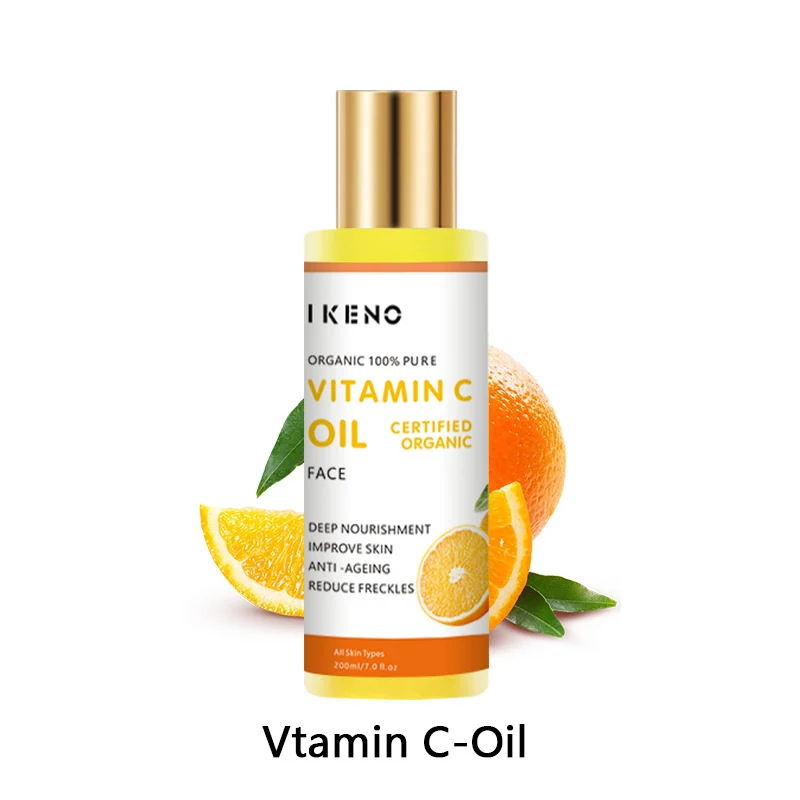 IKENO
ORGANIC 100% PURE
VITAMIN C
OIL
CERTIFIED
ORGANIC
FACE
DEEP NOURISHMENT
IMPROVE SKIN
ANTI -AGEING
REDUCE FRECKLES
All Skin Types
200ml/7.0 fl.oz
Vtamin C-Oil